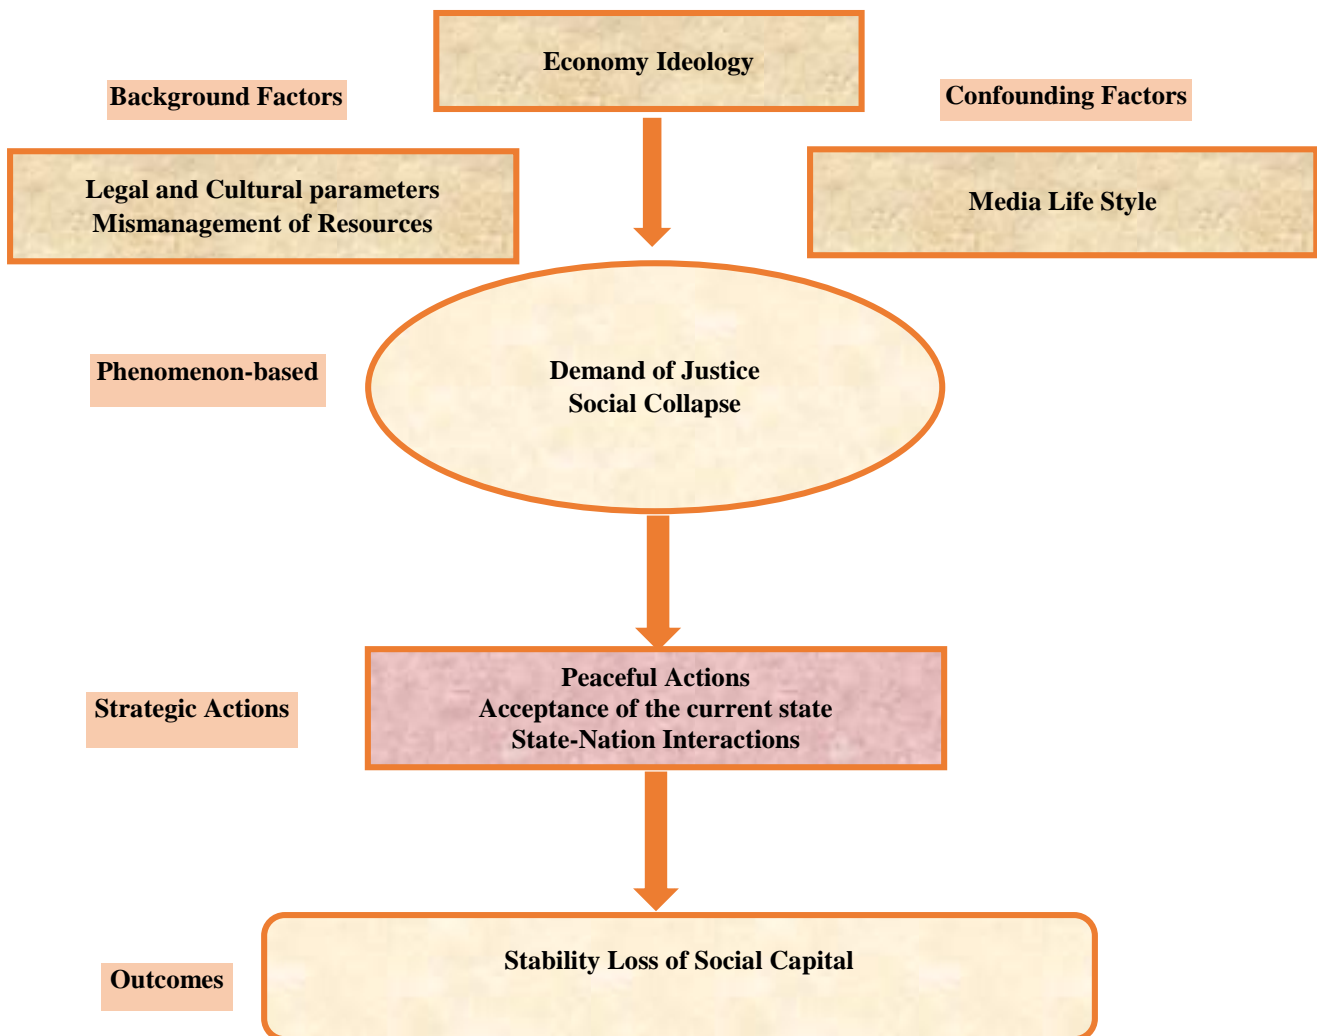 Economy Ideology
Background Factors
Confounding Factors
Legal and Cultural parameters
Mismanagement of Resources
Media Life Style
Phenomenon-based
Demand of Justice
Social Collapse
Strategic Actions
Peaceful Actions
Acceptance of the current state
State-Nation Interactions
Outcomes
Stability Loss of Social Capital